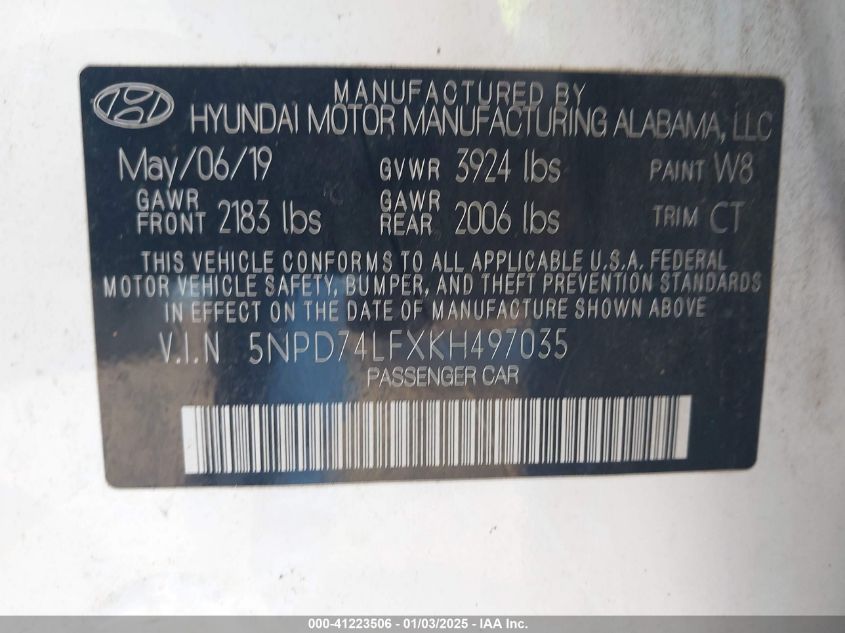 MANUFACTURED BY
HYUNDAI MOTOR MANUFACTURING ALABAMA, LLC
May/06/19 GVWR 3924 lbs PAINT W8
GAWR FRONT 2183 lbs GAWR REAR 2006 lbs TRIM CT
THIS VEHICLE CONFORMS TO ALL APPLICABLE U.S.A. FEDERAL
MOTOR VEHICLE SAFETY, BUMPER, AND THEFT PREVENTION STANDARDS
IN EFFECT ON THE DATE OF MANUFACTURE SHOWN ABOVE
V.I.N 5NPD74LFXKH497035
PASSENGER CAR
000-41223506 - 01/03/2025 - IAA, Inc.